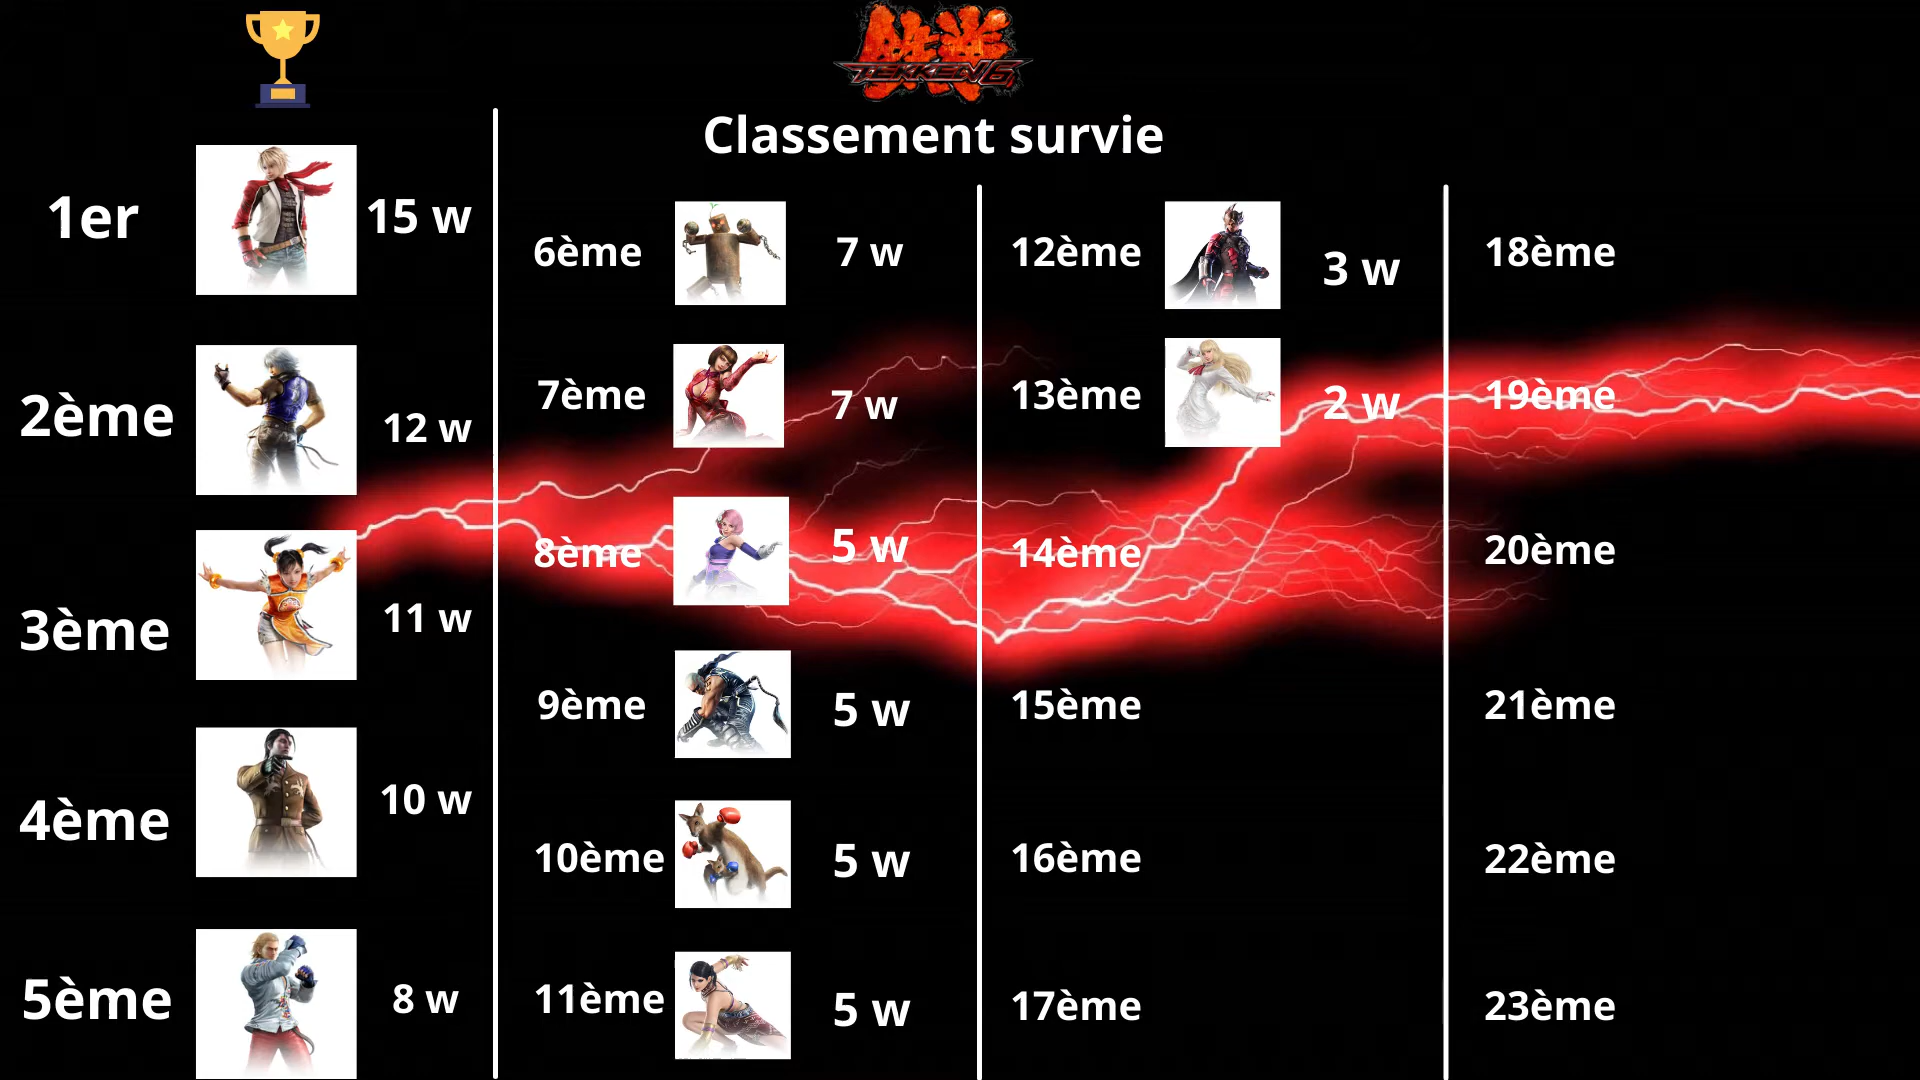 鉄拳
TEKKEN 6
Classement survie
1er 15 w
2ème 12 w
3ème 11 w
4ème 10 w
5ème 8 w
6ème 7 w
7ème 7 w
8ème 5 w
9ème 5 w
10ème 5 w
11ème 5 w
12ème 3 w
13ème 2 w
14ème
15ème
16ème
17ème
18ème
19ème
20ème
21ème
22ème
23ème